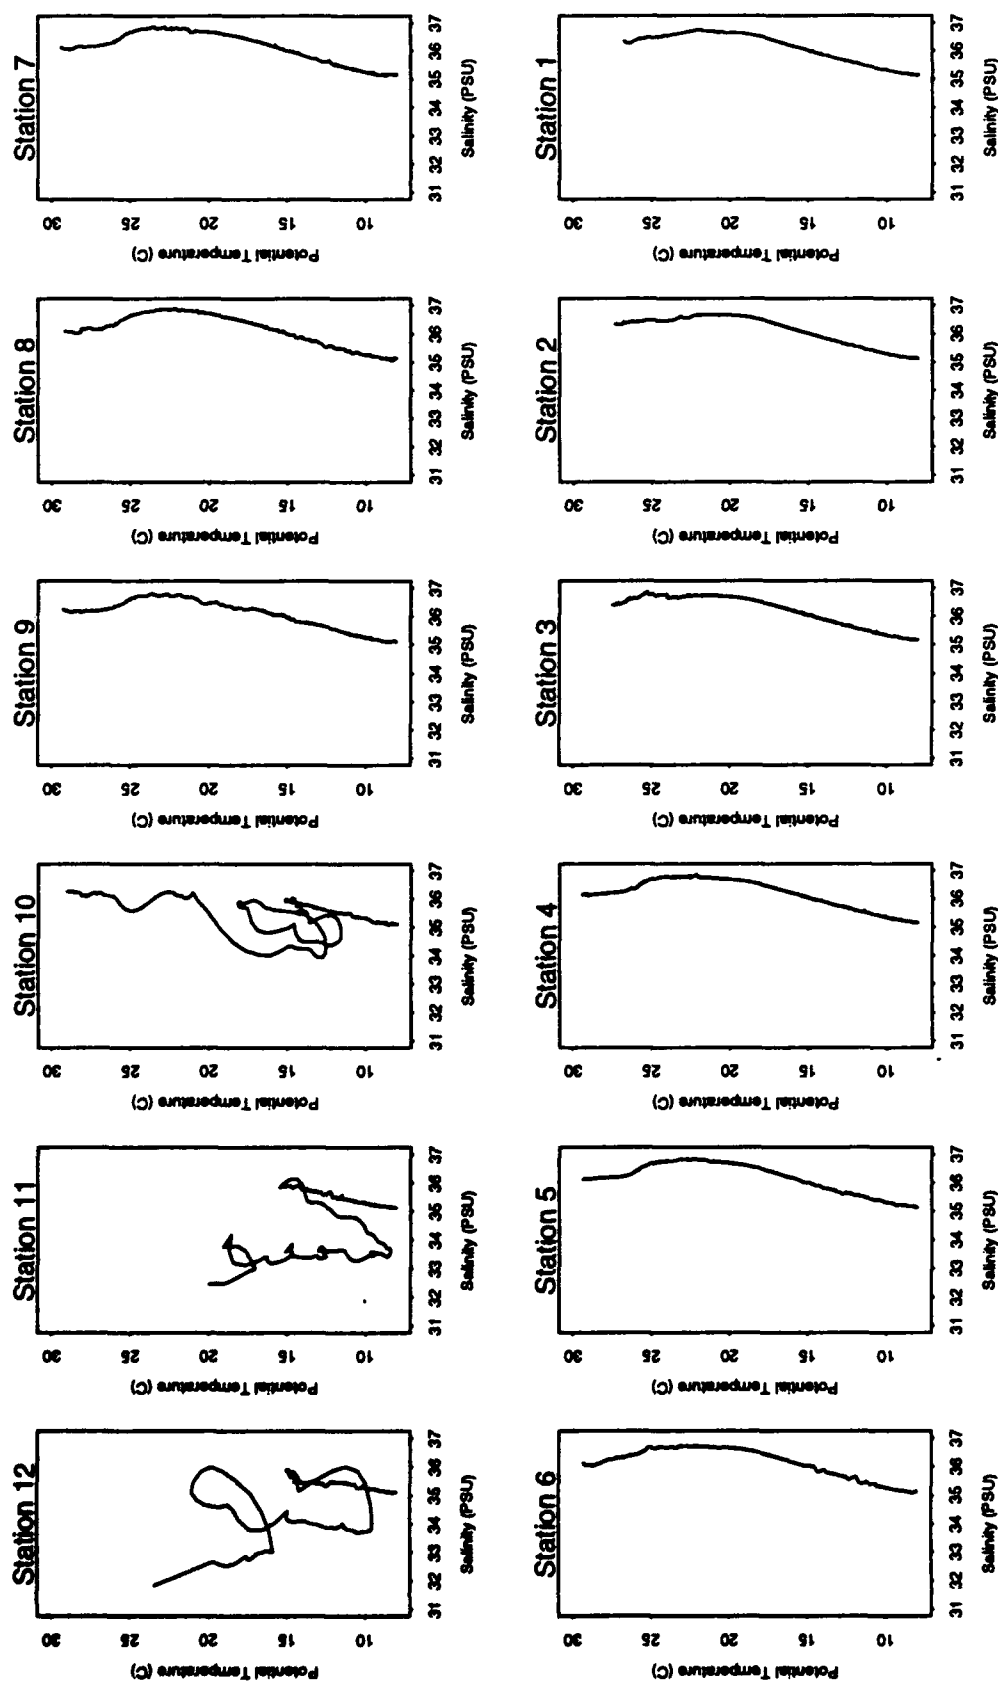 Station 12
Potential Temperature (C)
30
25
20
15
10
31 32 33 34 35 36 37
Salinity (PSU)
Station 11
Potential Temperature (C)
30
25
20
15
10
31 32 33 34 35 36 37
Salinity (PSU)
Station 10
Potential Temperature (C)
30
25
20
15
10
31 32 33 34 35 36 37
Salinity (PSU)
Station 9
Potential Temperature (C)
30
25
20
15
10
31 32 33 34 35 36 37
Salinity (PSU)
Station 8
Potential Temperature (C)
30
25
20
15
10
31 32 33 34 35 36 37
Salinity (PSU)
Station 7
Potential Temperature (C)
30
25
20
15
10
31 32 33 34 35 36 37
Salinity (PSU)
Station 6
Potential Temperature (C)
30
25
20
15
10
31 32 33 34 35 36 37
Salinity (PSU)
Station 5
Potential Temperature (C)
30
25
20
15
10
31 32 33 34 35 36 37
Salinity (PSU)
Station 4
Potential Temperature (C)
30
25
20
15
10
31 32 33 34 35 36 37
Salinity (PSU)
Station 3
Potential Temperature (C)
30
25
20
15
10
31 32 33 34 35 36 37
Salinity (PSU)
Station 2
Potential Temperature (C)
30
25
20
15
10
31 32 33 34 35 36 37
Salinity (PSU)
Station 1
Potential Temperature (C)
30
25
20
15
10
31 32 33 34 35 36 37
Salinity (PSU)